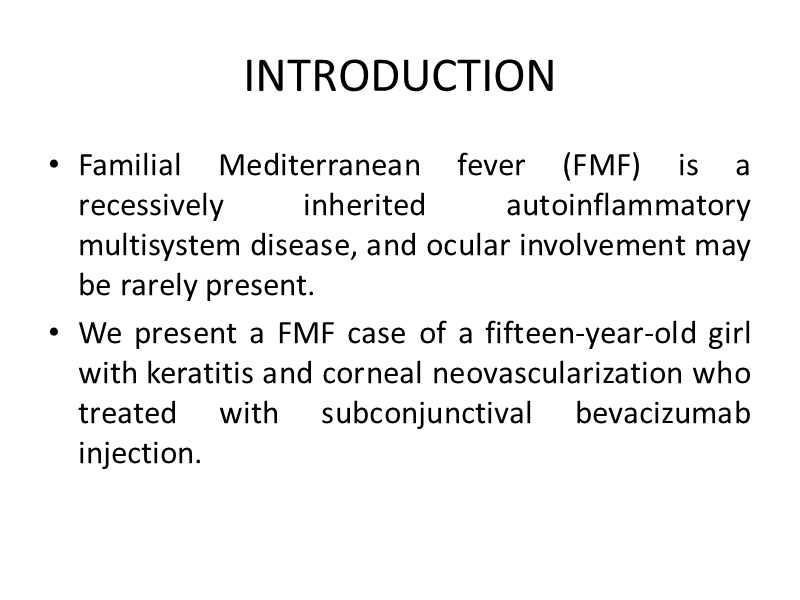 INTRODUCTION
• Familial Mediterranean fever (FMF) is a
recessively inherited autoinflammatory
multisystem disease, and ocular involvement may
be rarely present.
• We present a FMF case of a fifteen-year-old girl
with keratitis and corneal neovascularization who
treated with subconjunctival bevacizumab
injection.